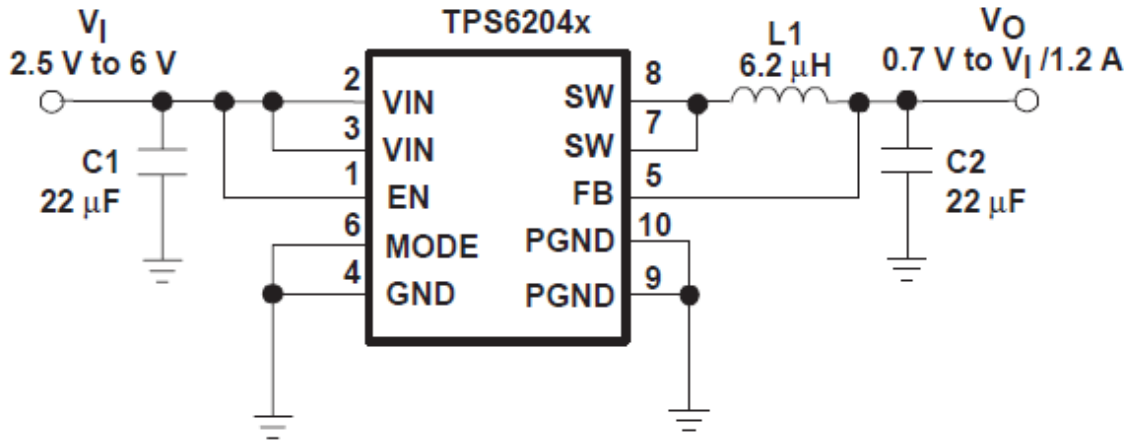 TPS6204x
VI
2.5 V to 6 V
L1
6.2 μH
VO
0.7 V to VI /1.2 A
C1
22 μF
2
VIN
3
VIN
1
EN
6
MODE
4
GND
8
SW
7
SW
5
FB
10
PGND
9
PGND
C2
22 μF